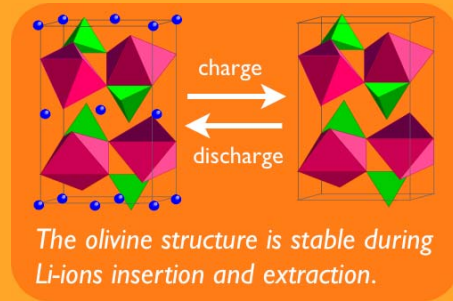 charge
discharge
The olivine structure is stable during
Li-ions insertion and extraction.